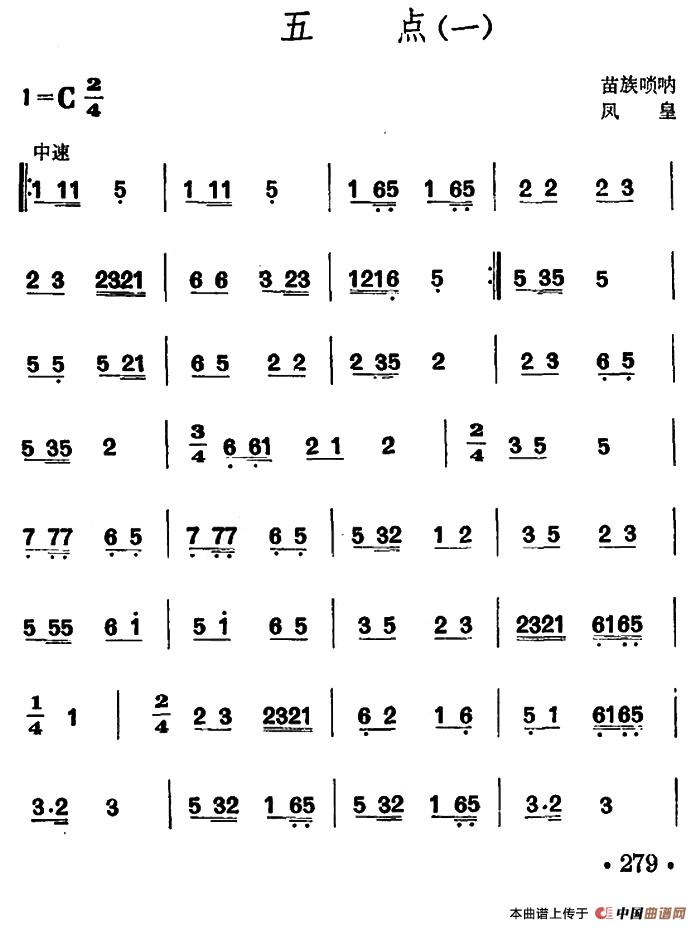 五 点(一)
1=C 2/4
苗族唢呐
凤 皇
中速
‖: 1 11 5 | 1 11 5 | 1 65 1 65 | 2 2 2 3 |
2 3 2321 | 6 6 3 23 | 1216 5 :‖ 5 35 5 |
5 5 5 21 | 6 5 2 2 | 2 35 2 | 2 3 6 5 |
5 35 2 | 3/4 6 61 2 1 2 | 2/4 3 5 5 |
7 77 6 5 | 7 77 6 5 | 5 32 1 2 | 3 5 2 3 |
5 55 6 i | 5 i 6 5 | 3 5 2 3 | 2321 6165 |
1/4 1 | 2/4 2 3 2321 | 6 2 1 6 | 5 1 6165 |
3·2 3 | 5 32 1 65 | 5 32 1 65 | 3·2 3 |
·279·
本曲谱上传于 中国曲谱网